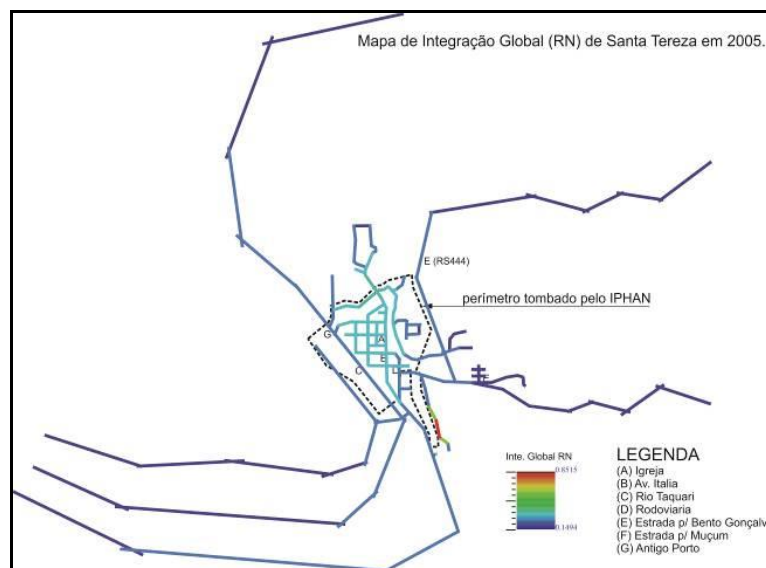 Mapa de Integração Global (RN) de Santa Tereza em 2005.
E (RS444)
perímetro tombado pelo IPHAN
G
A
E
C
L
F
Inte. Global RN
0.8515
0.1494
LEGENDA
(A) Igreja
(B) Av. Italia
(C) Rio Taquari
(D) Rodoviaria
(E) Estrada p/ Bento Gonçalv
(F) Estrada p/ Muçum
(G) Antigo Porto